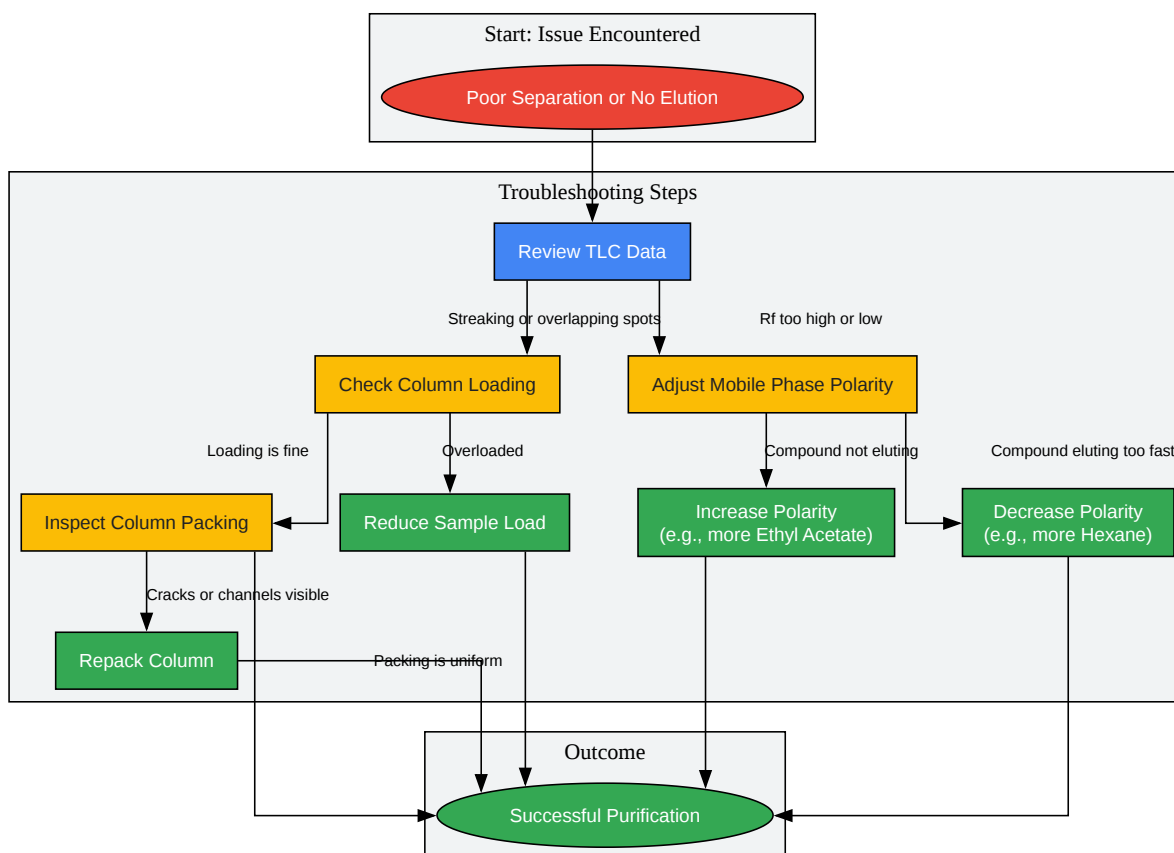 Start: Issue Encountered
Poor Separation or No Elution
Troubleshooting Steps
Review TLC Data
Streaking or overlapping spots
Rf too high or low
Check Column Loading
Adjust Mobile Phase Polarity
Loading is fine
Overloaded
Compound not eluting
Compound eluting too fast
Inspect Column Packing
Reduce Sample Load
Increase Polarity
(e.g., more Ethyl Acetate)
Decrease Polarity
(e.g., more Hexane)
Cracks or channels visible
Repack Column
Packing is uniform
Outcome
Successful Purification